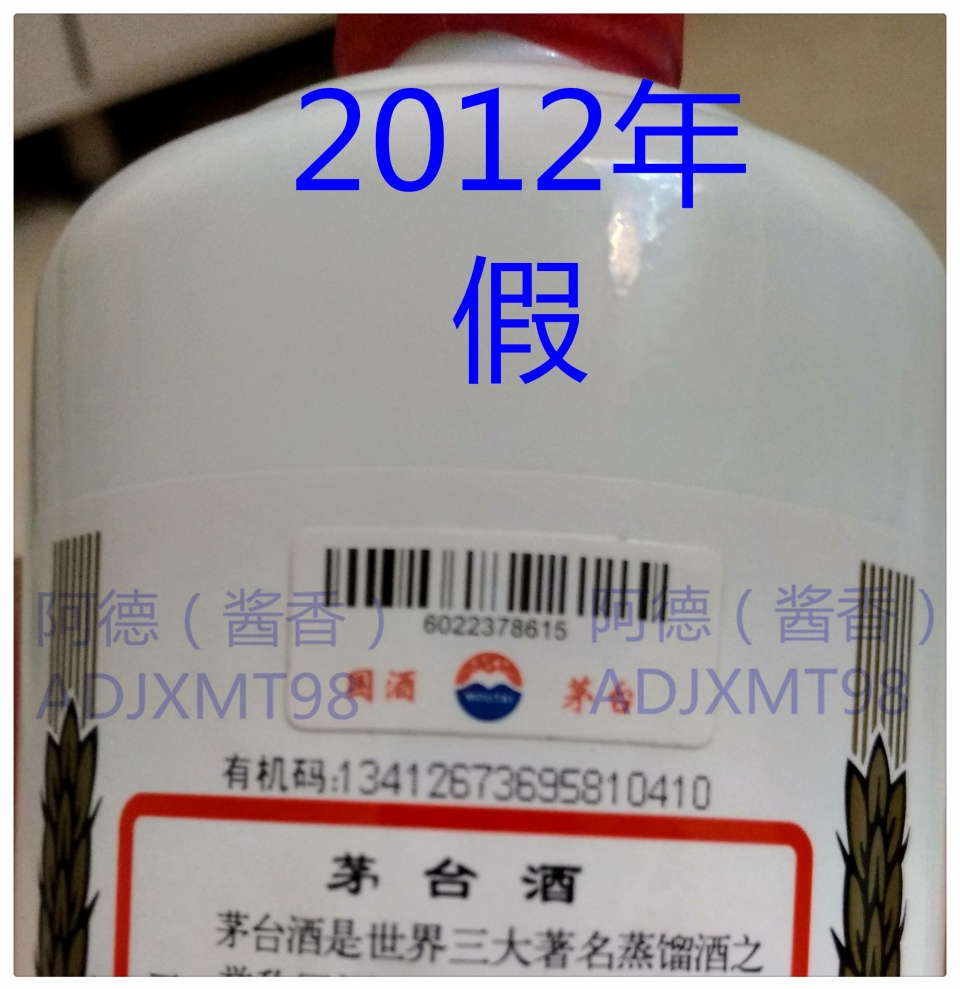 2012年
假
6022378615
国酒 MOUTAI 茅台
阿德（酱香） 阿德（酱香）
ADJXMT98 ADJXMT98
有机码:13412673695810410
茅台酒
茅台酒是世界三大著名蒸馏酒之